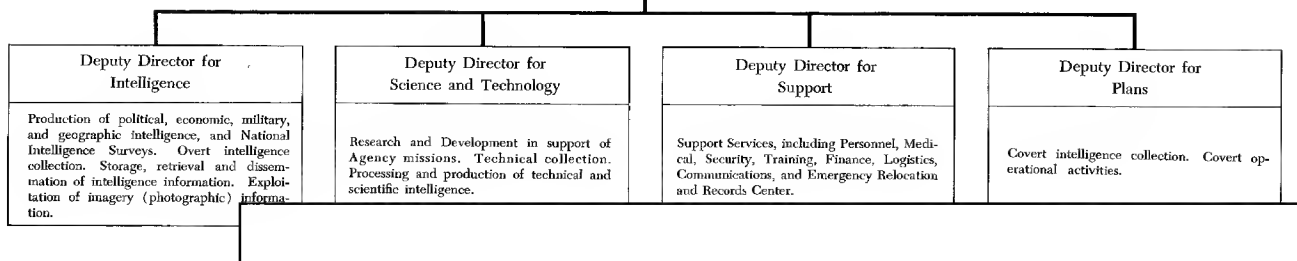 Deputy Director for
Intelligence
Production of political, economic, military,
and geographic intelligence, and National
Intelligence Surveys. Overt intelligence
collection. Storage, retrieval and dissem-
mation of intelligence information. Exploi-
tation of imagery (photographic) informa-
tion.
Deputy Director for
Science and Technology
Research and Development in support of
Agency missions. Technical collection.
Processing and production of technical and
scientific intelligence.
Deputy Director for
Support
Support Services, including Personnel, Medi-
cal, Security, Training, Finance, Logistics,
Communications, and Emergency Relocation
and Records Center.
Deputy Director for
Plans
Covert intelligence collection. Covert op-
erational activities.